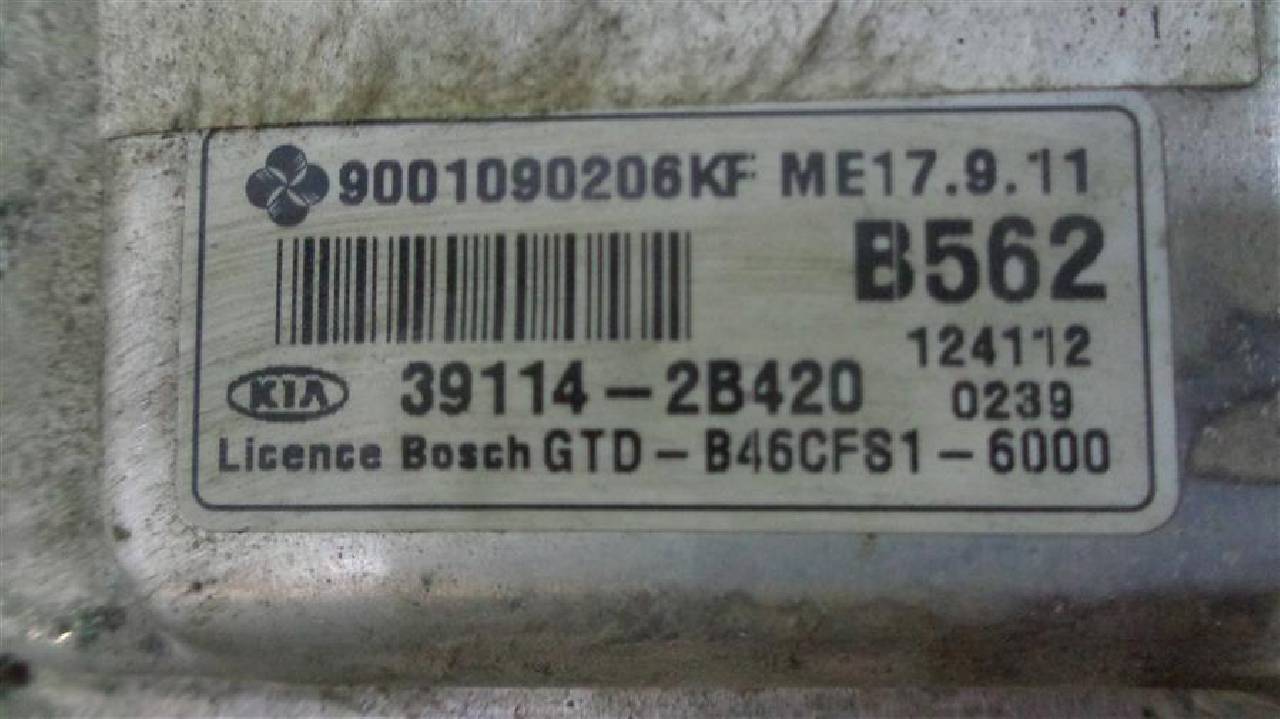 9001090206KF ME17.9.11
B562
124112
KIA 39114-2B420
0239
Licence Bosch GTD-B46CFS1-6000